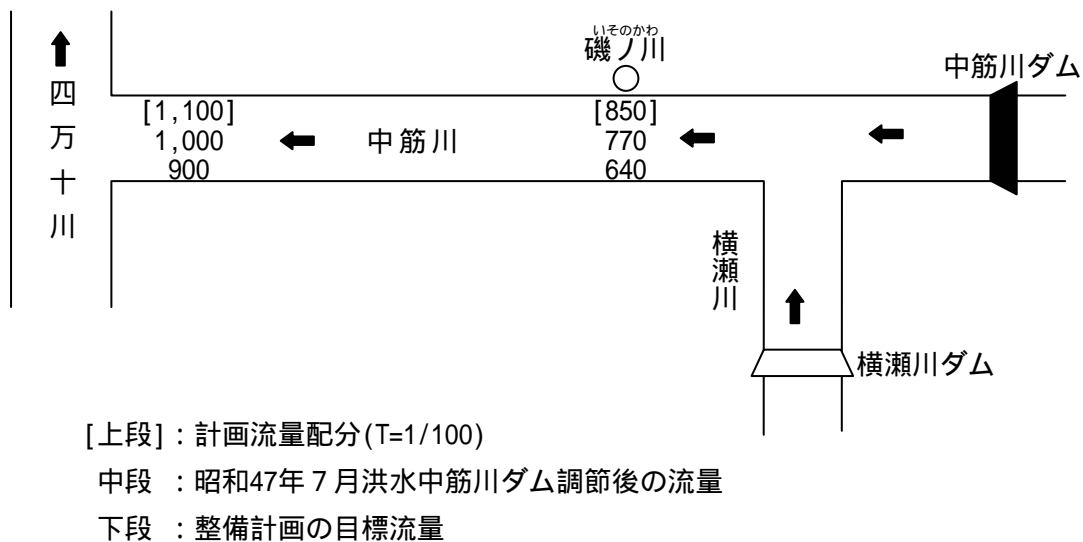 四万十川
[1,100]
1,000
900
中筋川
いそのかわ
磯ノ川
[850]
770
640
中筋川ダム
横瀬川
横瀬川ダム
[上段]：計画流量配分(T=1/100)
中段 ：昭和47年７月洪水中筋川ダム調節後の流量
下段 ：整備計画の目標流量